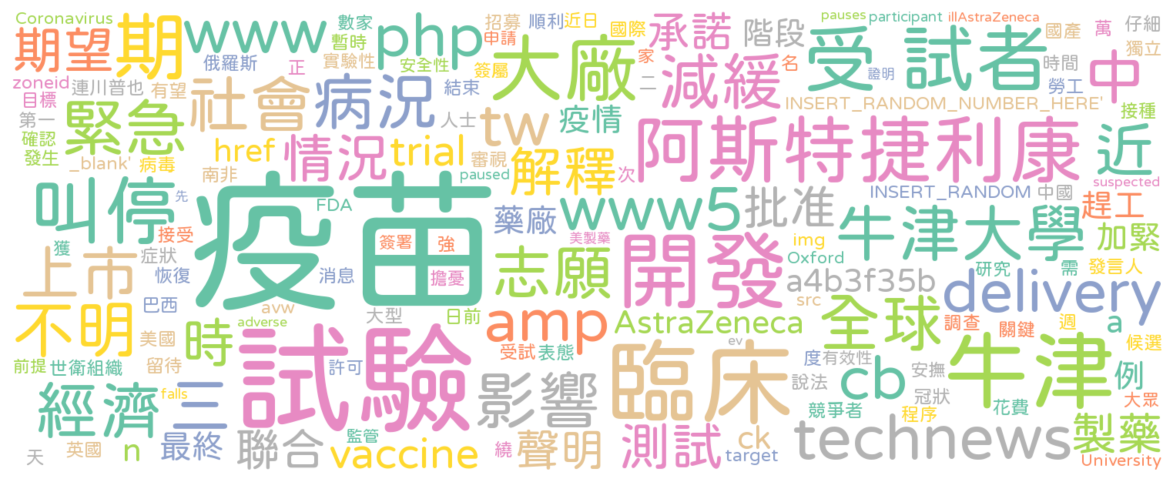 Coronavirus
期望
期
www
數家
暫時
php
招募
申請
順利
近日
大廠
國際
家
承諾
階段
pauses
participant
illAstraZeneca
受試者
國產
時間
萬
勞工
仔細
獨立
中
俄羅斯
正
實驗性
安全性
簽屬
二
減緩
名
證明
zoneid
連川普也
目標
有望
第一
緊急
社會
病況
結束
人士
tw
疫情
INSERT_RANDOM_NUMBER_HERE'
接種
確認
發生
_blank'
病毒
href
情況
trial
審視
解釋
阿斯特捷利康
近
南非
paused
次
suspected
叫停
先
接受
疫苗
FDA
藥廠
www5
批准
INSERT_RANDOM
中國
趕工
獲
症狀
恢復
消息
簽署
強
擔憂
美製藥
志願
開發
img
Oxford
牛津大學
研究
需
加緊
發言人
上市
巴西
avw
a4b3f35b
src
delivery
不明
時
adverse
美國
大型
日前
amp
AstraZeneca
全球
調查
a
關鍵
週
候選
前提
世衛組織
留待
試驗
許可
受試
表態
臨床
ev
度
有效性
安撫
牛津
例
經濟
三
falls
影響
說法
cb
冠狀
大眾
競爭者
程序
花費
n
最終
聯合
監管
vaccine
繞
聲明
測試
ck
target
technews
製藥
University
天
英國